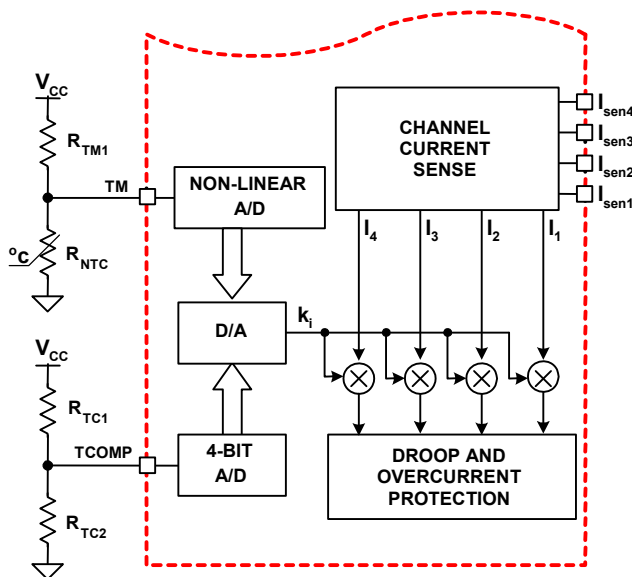 VCC
RTM1
TM
NON-LINEAR
A/D
oC
RNTC
CHANNEL
CURRENT
SENSE
Isen4
Isen3
Isen2
Isen1
I4
I3
I2
I1
D/A
ki
VCC
RTC1
TCOMP
4-BIT
A/D
RTC2
DROOP AND
OVERCURRENT
PROTECTION